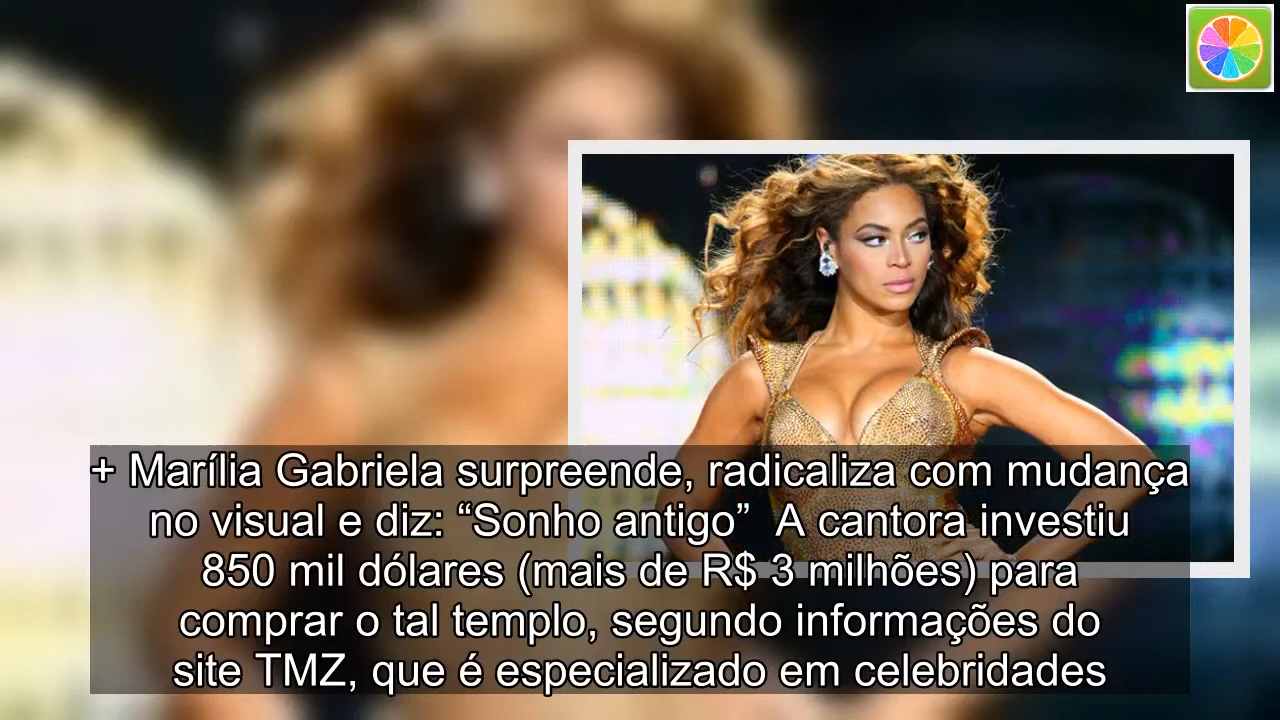 + Marília Gabriela surpreende, radicaliza com mudança
no visual e diz: “Sonho antigo”  A cantora investiu
850 mil dólares (mais de R$ 3 milhões) para
comprar o tal templo, segundo informações do
site TMZ, que é especializado em celebridades